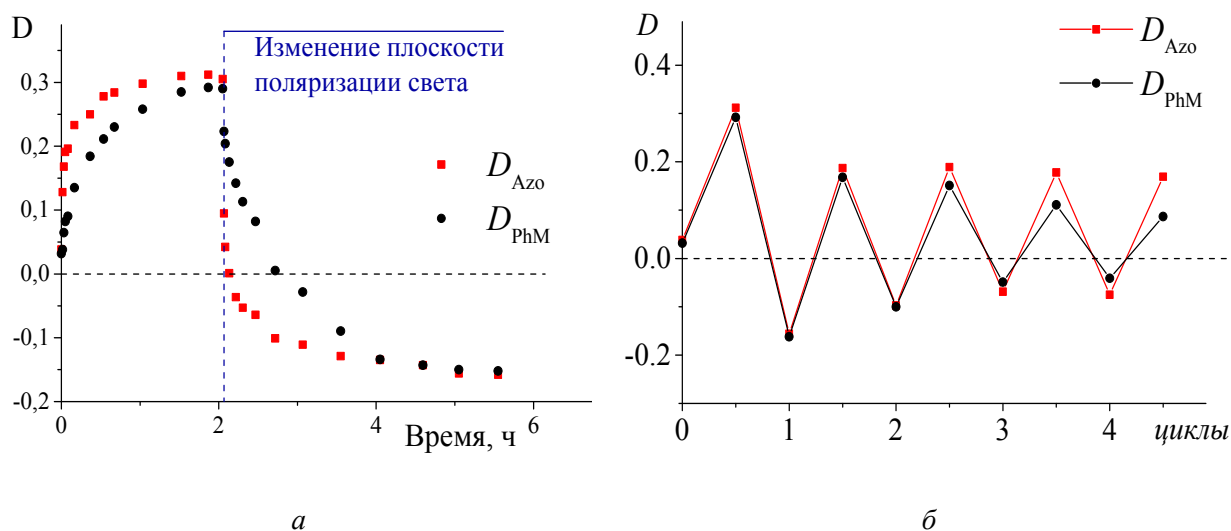 D
0,3
0,2
0,1
0,0
-0,1
-0,2
0
2
4
6
Время, ч
Изменение плоскости
поляризации света
D_Azo
D_PhM
а
D
0.4
0.2
0.0
-0.2
0
1
2
3
4
циклы
D_Azo
D_PhM
б